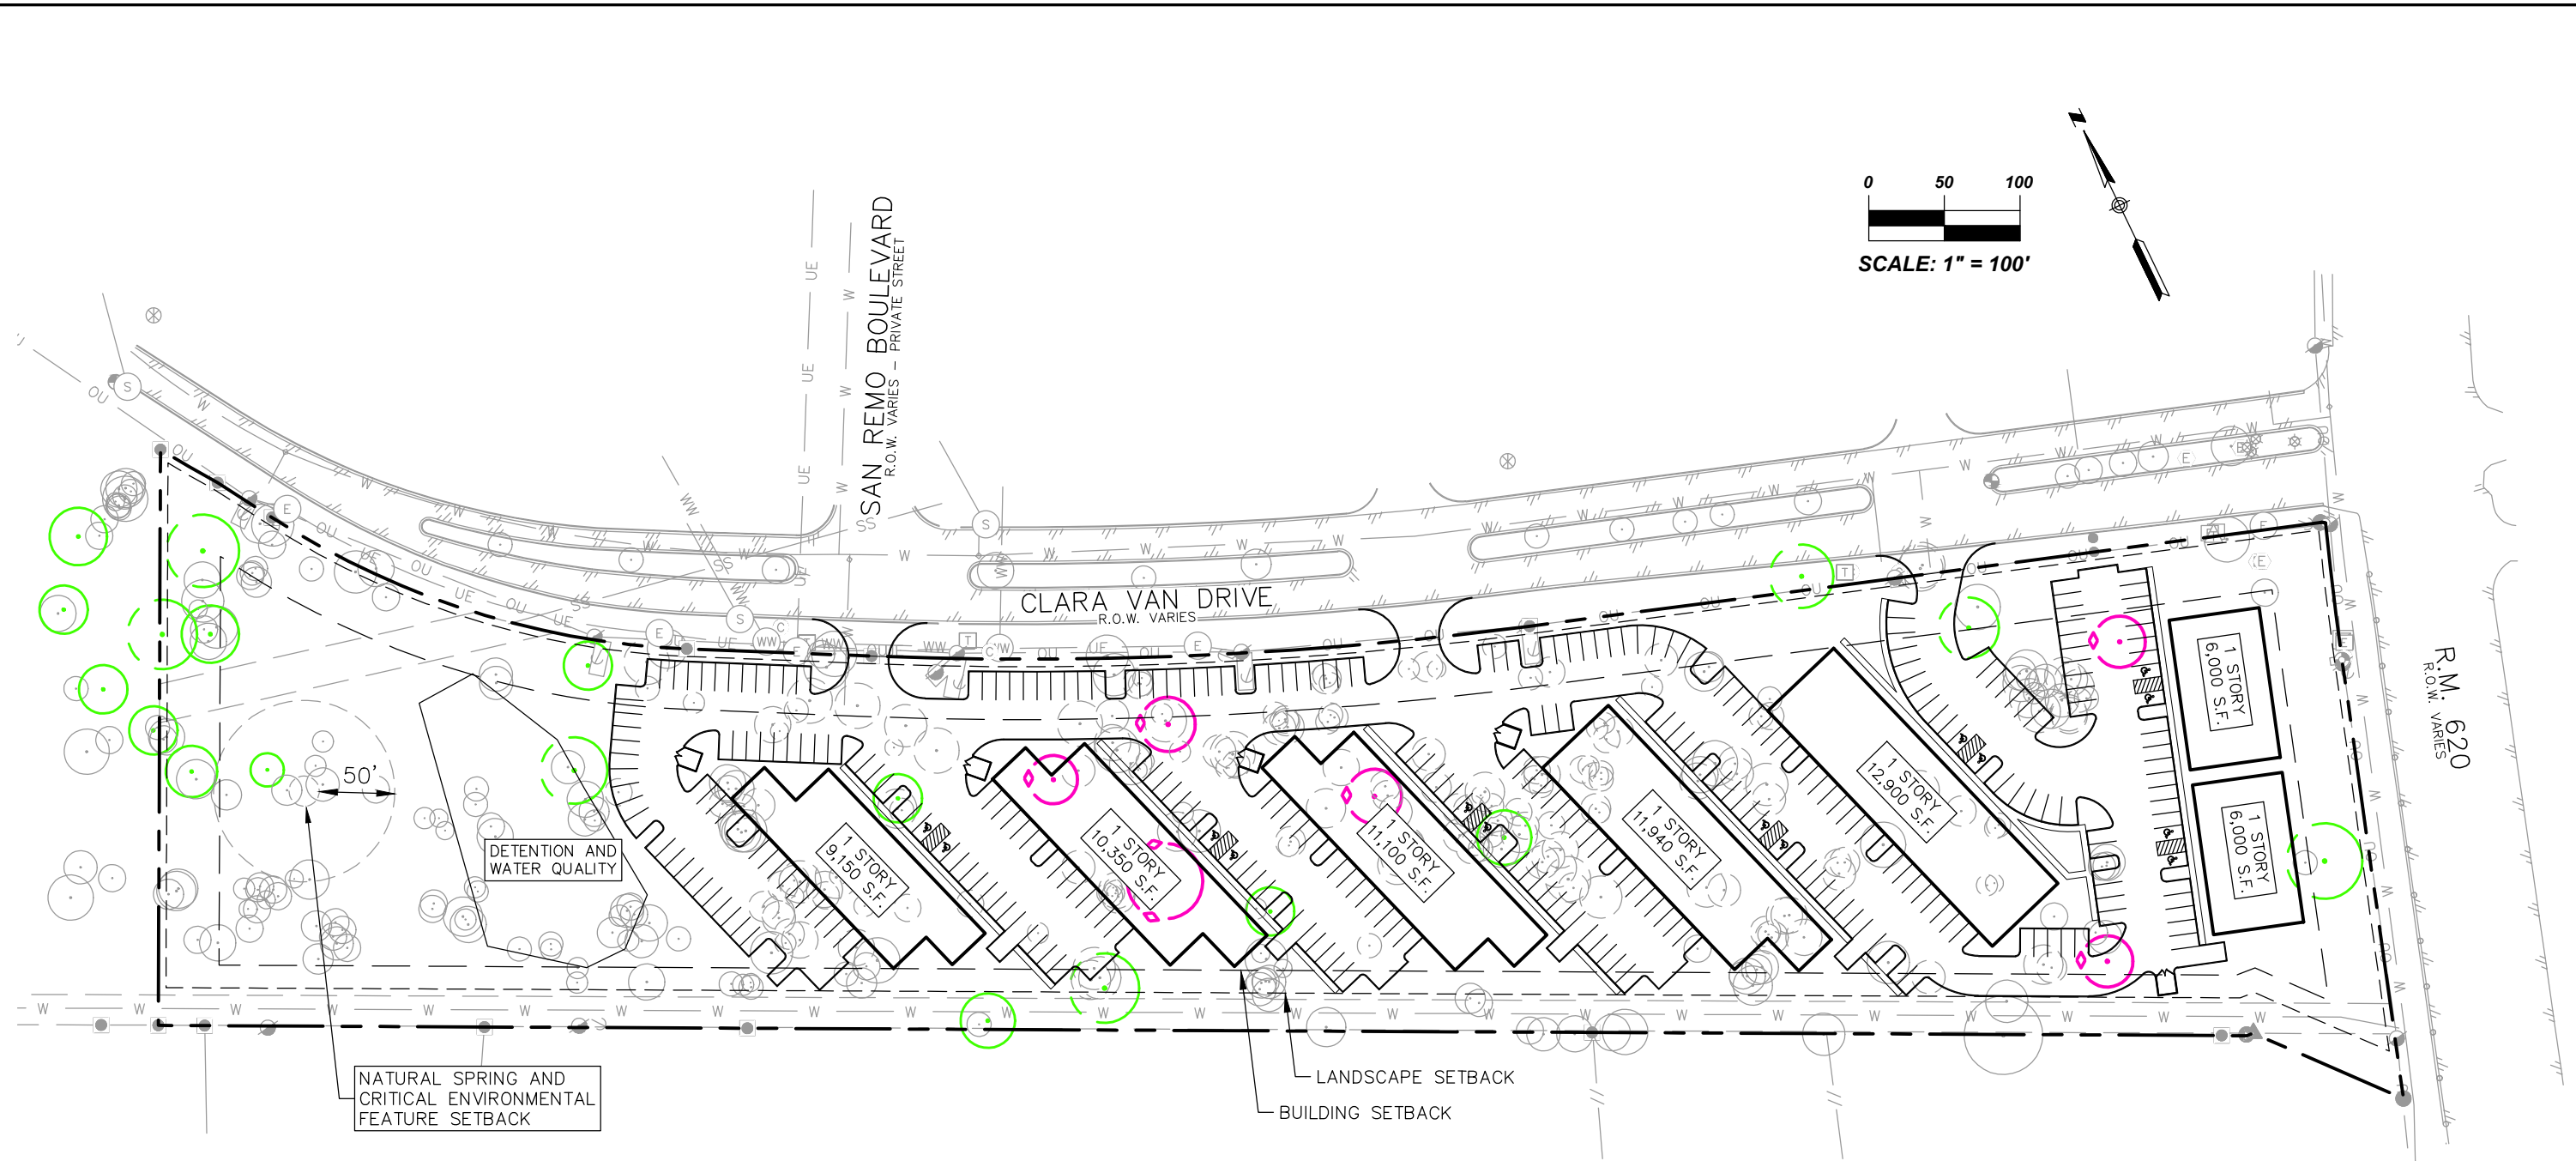 0 50 100
SCALE: 1" = 100'
N
SAN REMO BOULEVARD
R.O.W. VARIES - PRIVATE STREET
CLARA VAN DRIVE
R.O.W. VARIES
R.M. 620
R.O.W. VARIES
50'
DETENTION AND
WATER QUALITY
1 STORY
9,150 S.F.
1 STORY
10,350 S.F.
1 STORY
11,100 S.F.
1 STORY
11,940 S.F.
1 STORY
12,900 S.F.
1 STORY
6,000 S.F.
1 STORY
6,000 S.F.
NATURAL SPRING AND
CRITICAL ENVIRONMENTAL
FEATURE SETBACK
LANDSCAPE SETBACK
BUILDING SETBACK